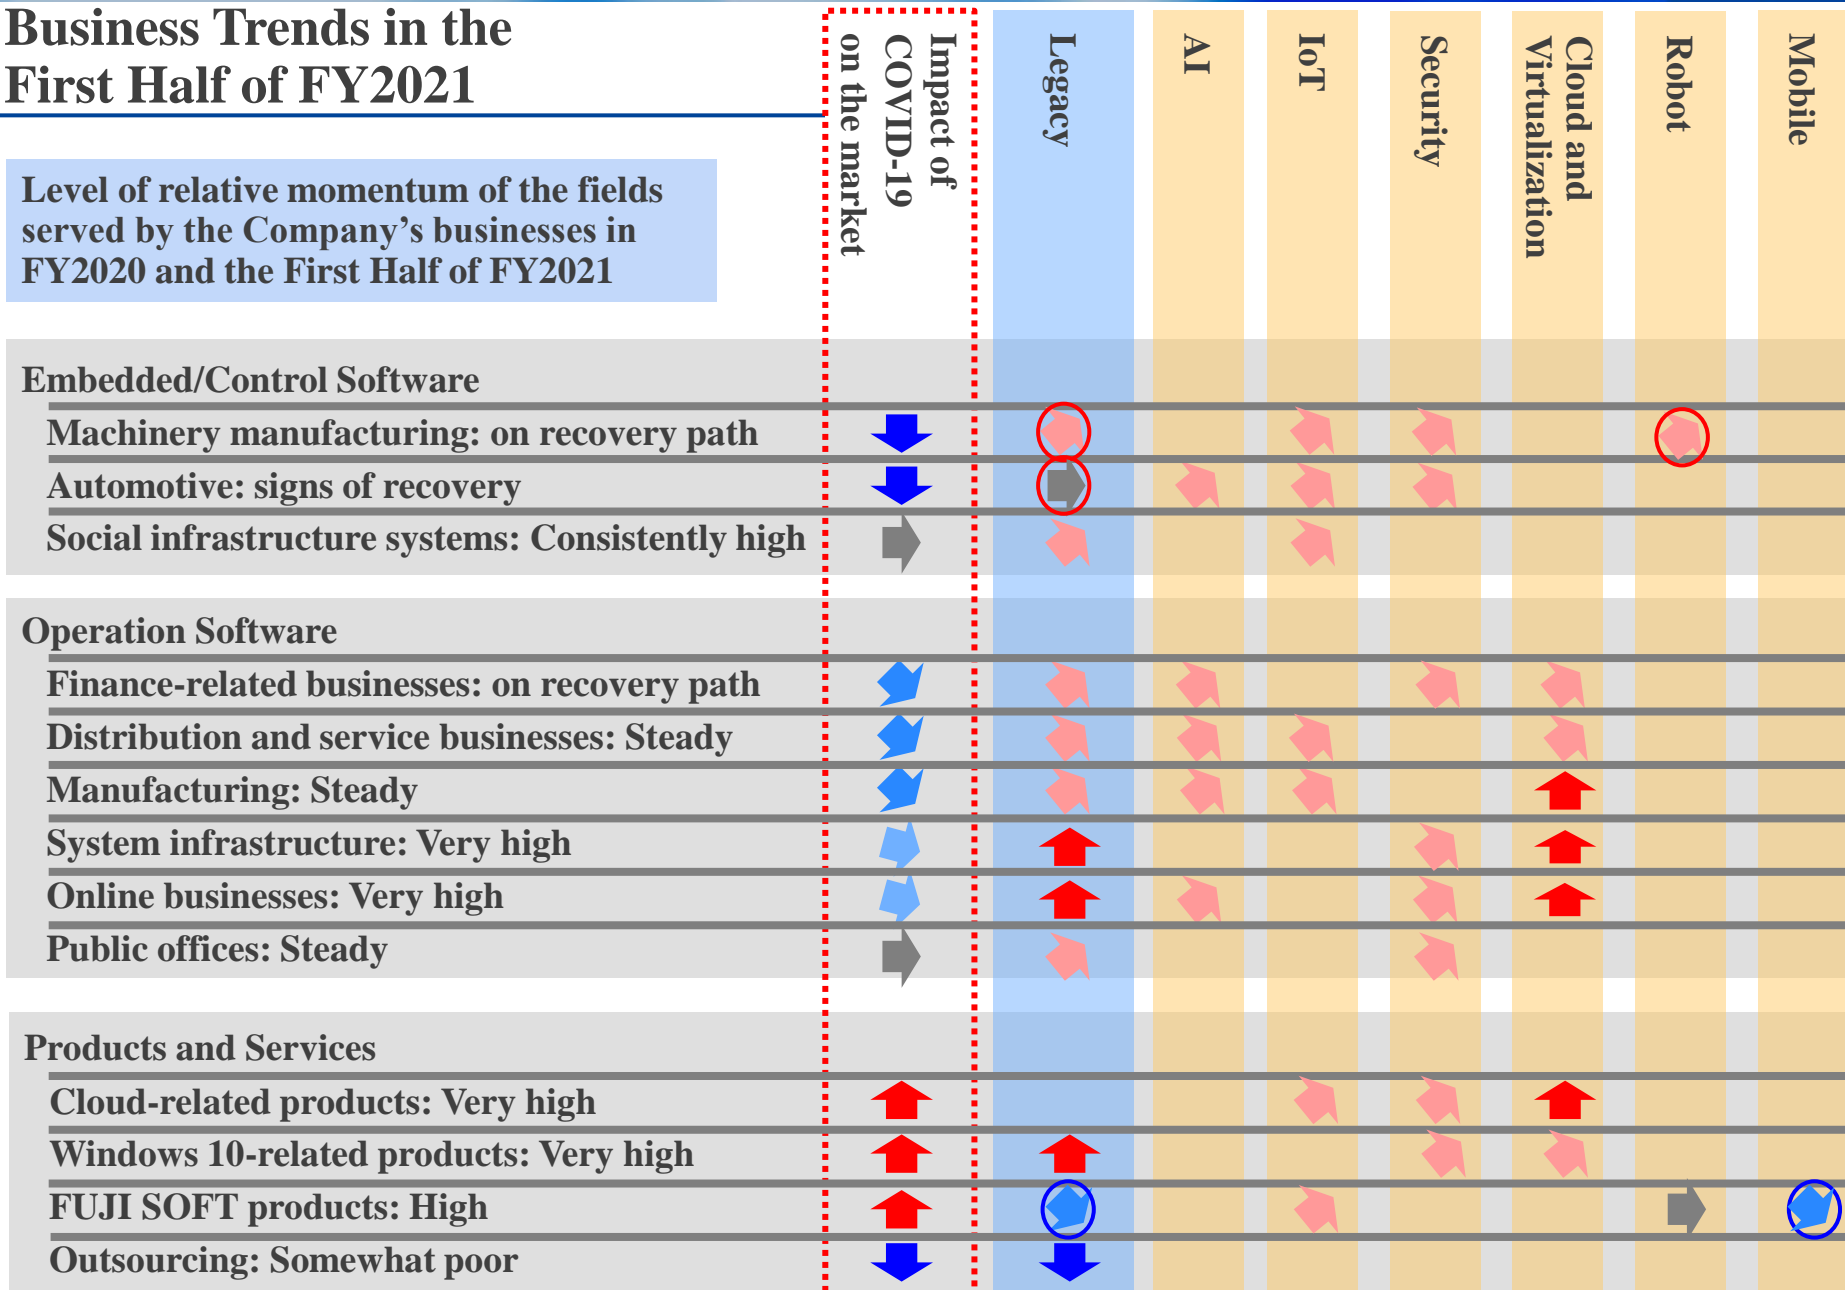 Business Trends in the
First Half of FY2021
Level of relative momentum of the fields
served by the Company’s businesses in
FY2020 and the First Half of FY2021
Impact of
COVID-19
on the market
Legacy
AI
IoT
Security
Cloud and
Virtualization
Robot
Mobile
Embedded/Control Software
Machinery manufacturing: on recovery path
Automotive: signs of recovery
Social infrastructure systems: Consistently high
Operation Software
Finance-related businesses: on recovery path
Distribution and service businesses: Steady
Manufacturing: Steady
System infrastructure: Very high
Online businesses: Very high
Public offices: Steady
Products and Services
Cloud-related products: Very high
Windows 10-related products: Very high
FUJI SOFT products: High
Outsourcing: Somewhat poor